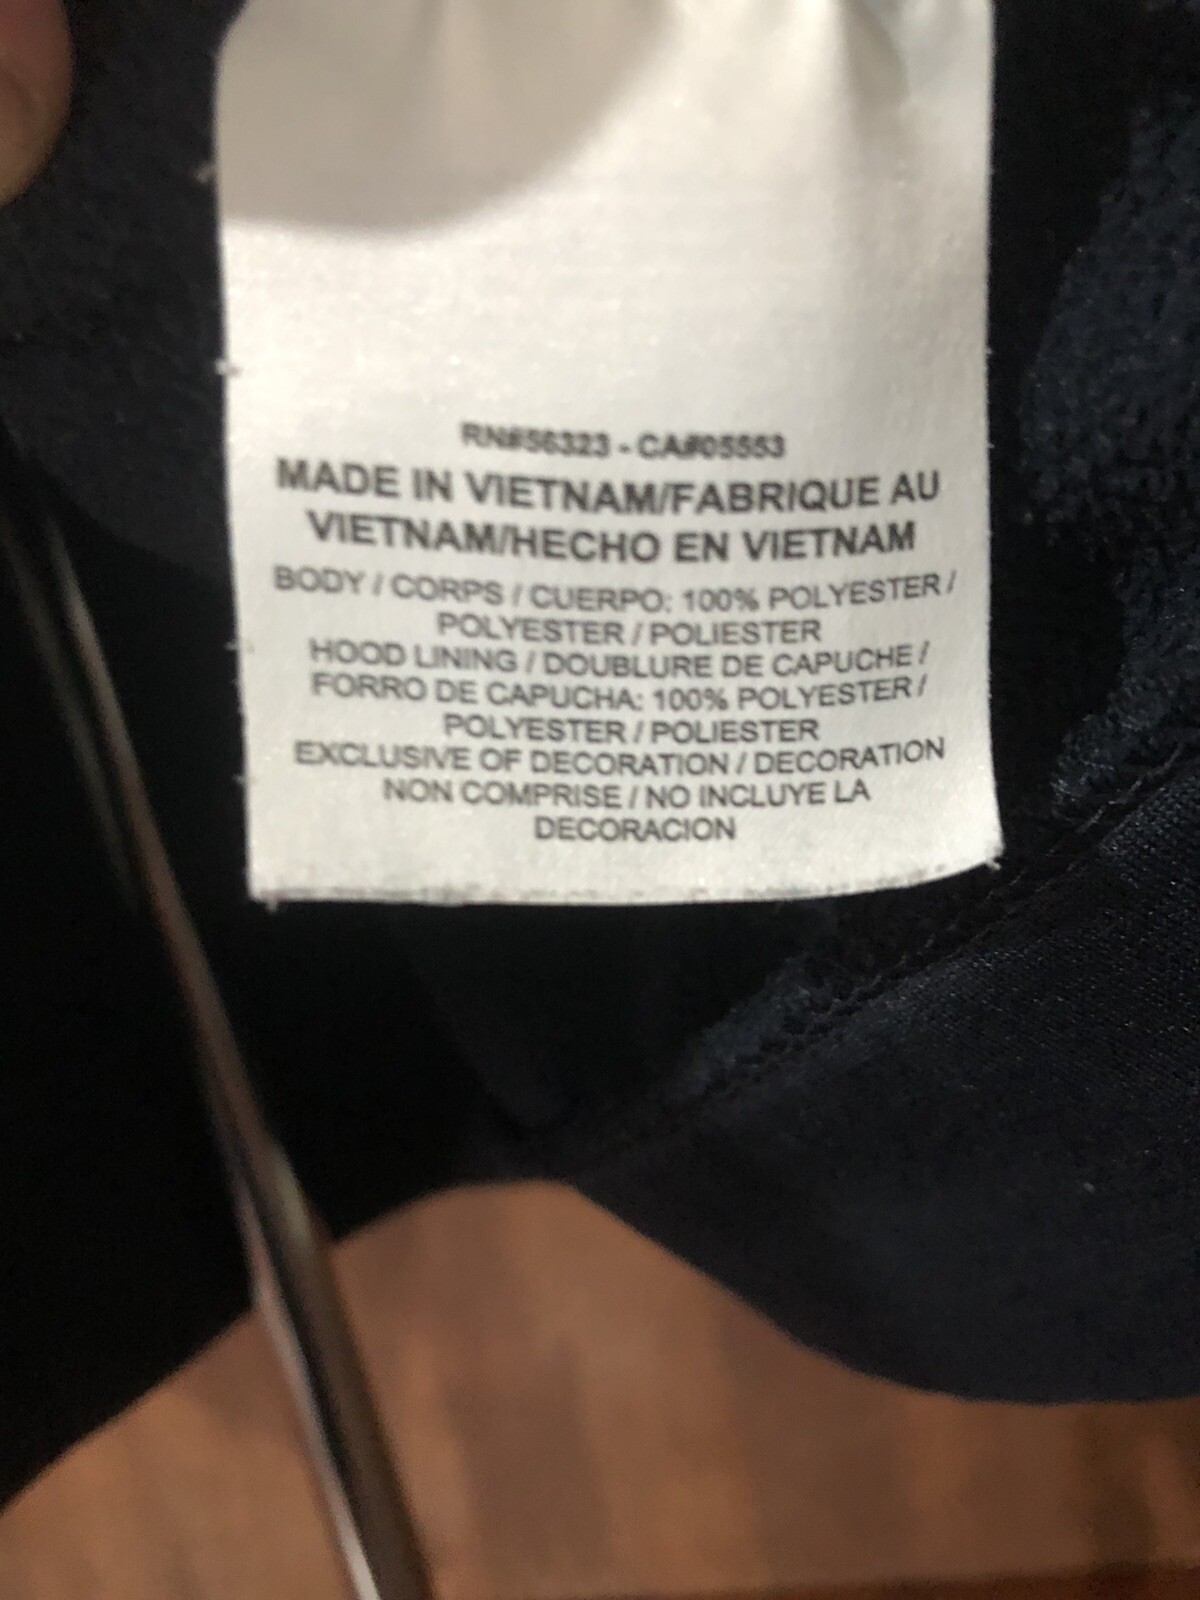 RN#56323 - CA#05553
MADE IN VIETNAM/FABRIQUE AU
VIETNAM/HECHO EN VIETNAM
BODY / CORPS / CUERPO: 100% POLYESTER /
POLYESTER / POLIESTER
HOOD LINING / DOUBLURE DE CAPUCHE /
FORRO DE CAPUCHA: 100% POLYESTER /
POLYESTER / POLIESTER
EXCLUSIVE OF DECORATION / DECORATION
NON COMPRISE / NO INCLUYE LA
DECORACION